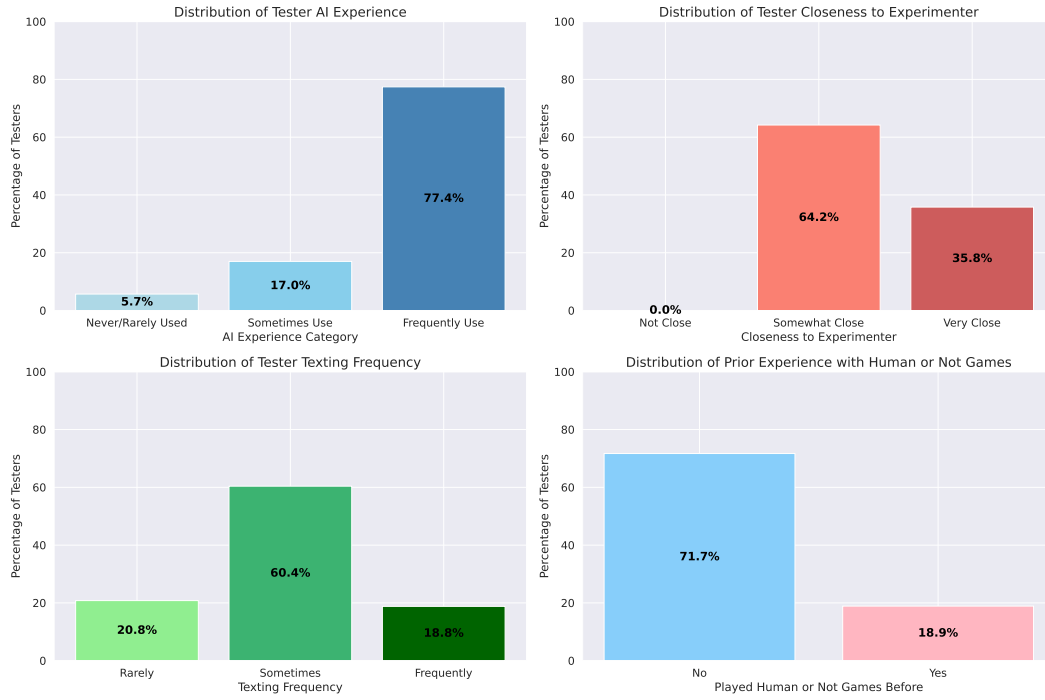 Distribution of Tester AI Experience
Percentage of Testers
100
80
60
40
20
0
5.7%
17.0%
77.4%
Never/Rarely Used
Sometimes Use
Frequently Use
AI Experience Category
Distribution of Tester Closeness to Experimenter
Percentage of Testers
100
80
60
40
20
0
0.0%
64.2%
35.8%
Not Close
Somewhat Close
Very Close
Closeness to Experimenter
Distribution of Tester Texting Frequency
Percentage of Testers
100
80
60
40
20
0
20.8%
60.4%
18.8%
Rarely
Sometimes
Frequently
Texting Frequency
Distribution of Prior Experience with Human or Not Games
Percentage of Testers
100
80
60
40
20
0
71.7%
18.9%
No
Yes
Played Human or Not Games Before